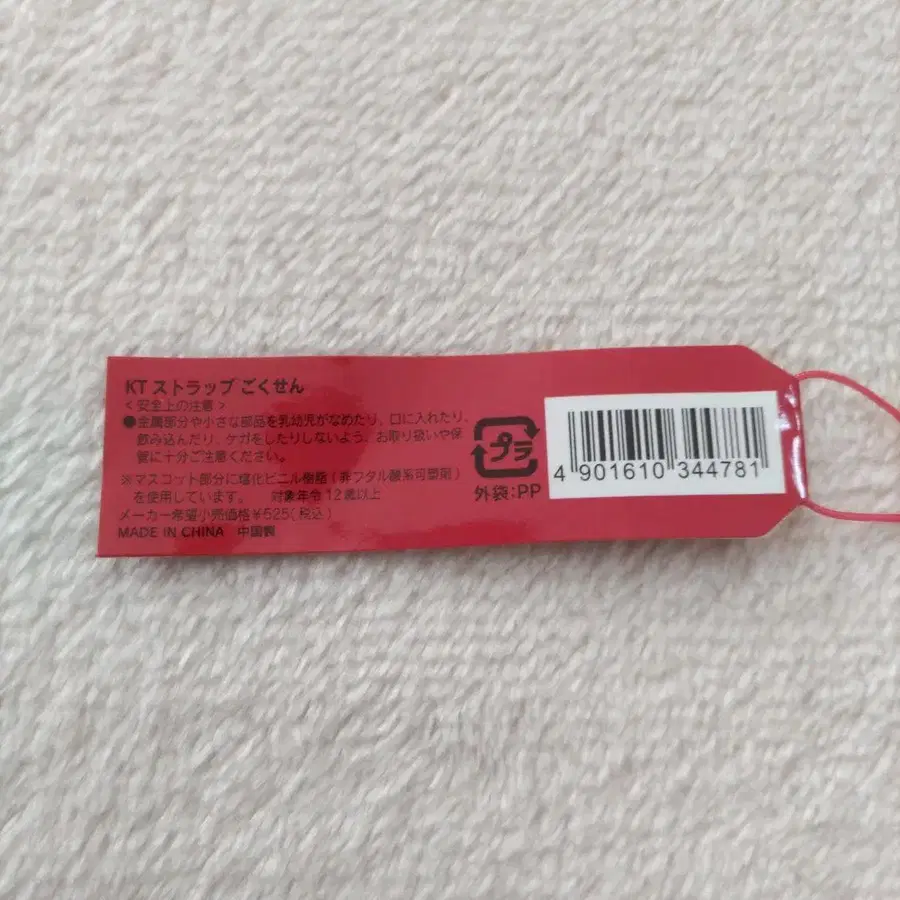 KT ストラップ ごくせん
<安全上の注意>
●金属部分や小さな部品を乳幼児がなめたり、口に入れたり、
飲み込んだり、ケガをしたりしないよう、お取り扱いや保
管に十分ご注意ください。
※マスコット部分に塩化ビニル樹脂(非フタル酸系可塑剤)
を使用しています。 対象年令12歳以上
メーカー希望小売価格¥525(税込)
MADE IN CHINA 中国製
プラ
外袋:PP
4 901610 344781